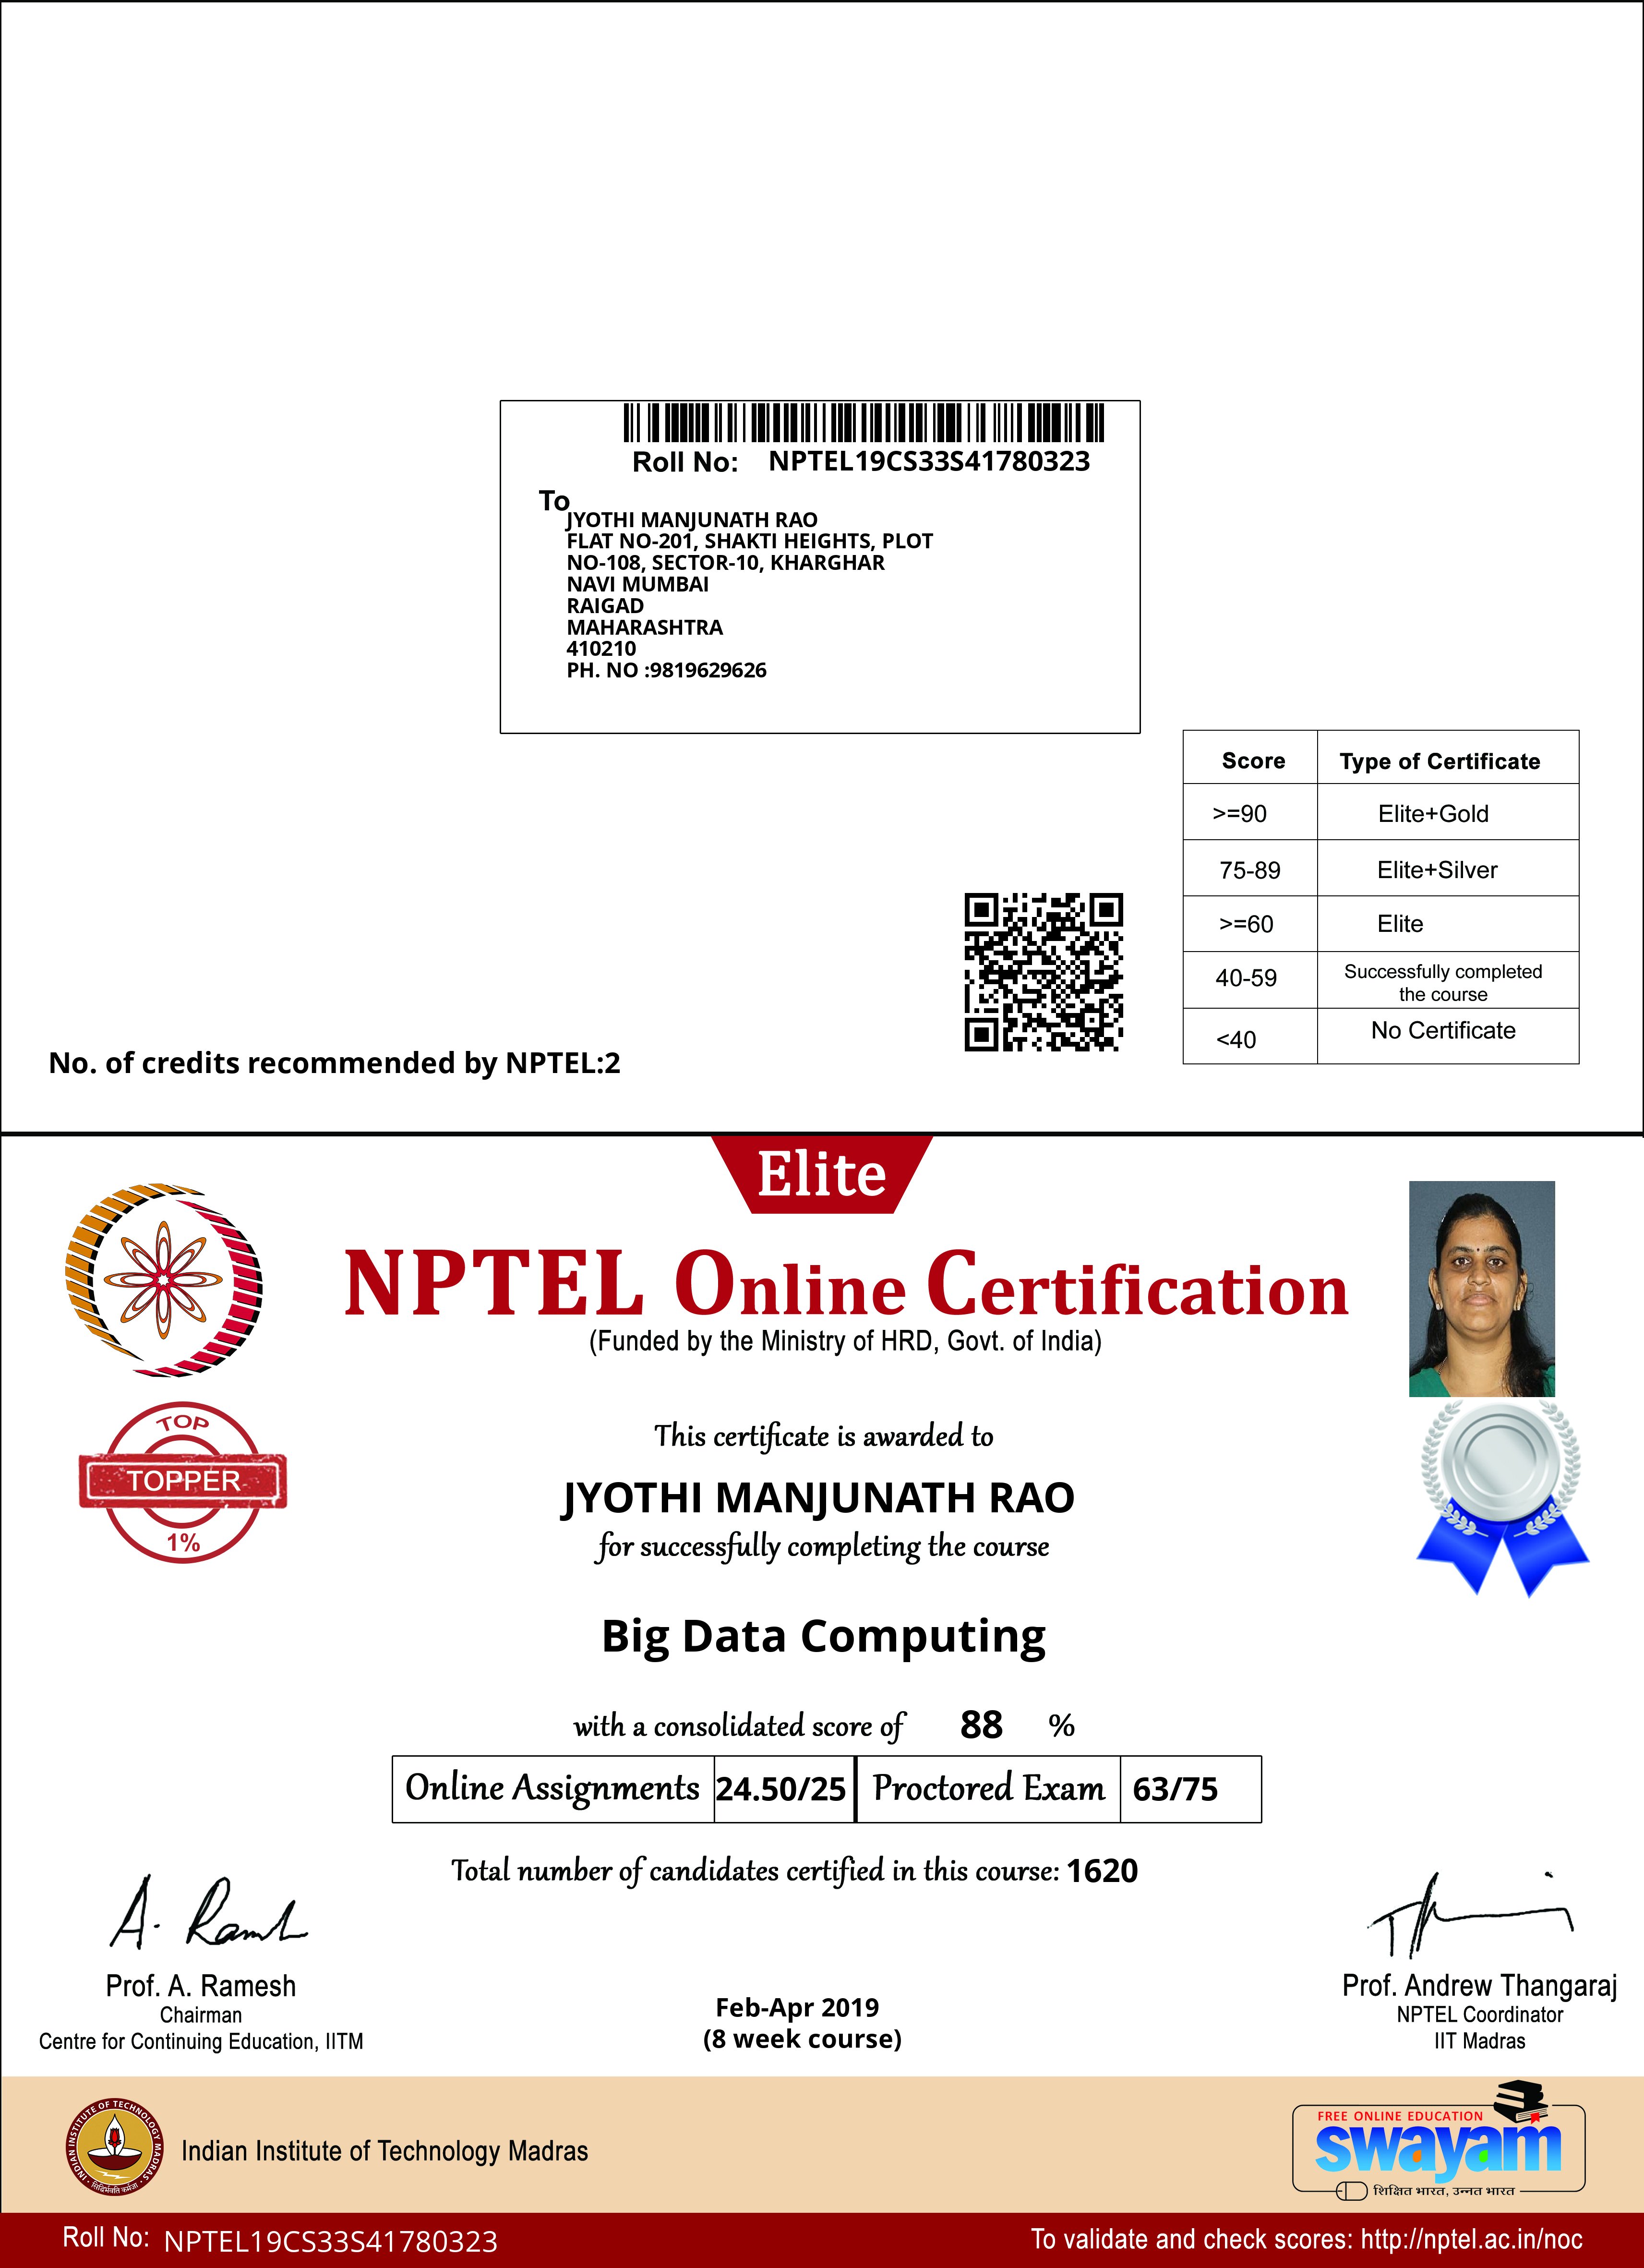 Roll No: NPTEL19CS33S41780323
To
JYOTHI MANJUNATH RAO
FLAT NO-201, SHAKTI HEIGHTS, PLOT
NO-108, SECTOR-10, KHARGHAR
NAVI MUMBAI
RAIGAD
MAHARASHTRA
410210
PH. NO :9819629626
Score Type of Certificate
>=90 Elite+Gold
75-89 Elite+Silver
>=60 Elite
40-59 Successfully completed
the course
<40 No Certificate
No. of credits recommended by NPTEL:2
Elite
NPTEL Online Certification
(Funded by the Ministry of HRD, Govt. of India)
TOP
TOPPER
1%
This certificate is awarded to
JYOTHI MANJUNATH RAO
for successfully completing the course
Big Data Computing
with a consolidated score of 88 %
Online Assignments 24.50/25 Proctored Exam 63/75
Total number of candidates certified in this course: 1620
A. Ramesh
Prof. A. Ramesh
Chairman
Centre for Continuing Education, IITM
Feb-Apr 2019
(8 week course)
Prof. Andrew Thangaraj
NPTEL Coordinator
IIT Madras
INDIAN INSTITUTE OF TECHNOLOGY MADRAS
सिद्धिर्भवति कर्मजा
Indian Institute of Technology Madras
FREE ONLINE EDUCATION
swayam
शिक्षित भारत, उन्नत भारत
Roll No: NPTEL19CS33S41780323
To validate and check scores: http://nptel.ac.in/noc